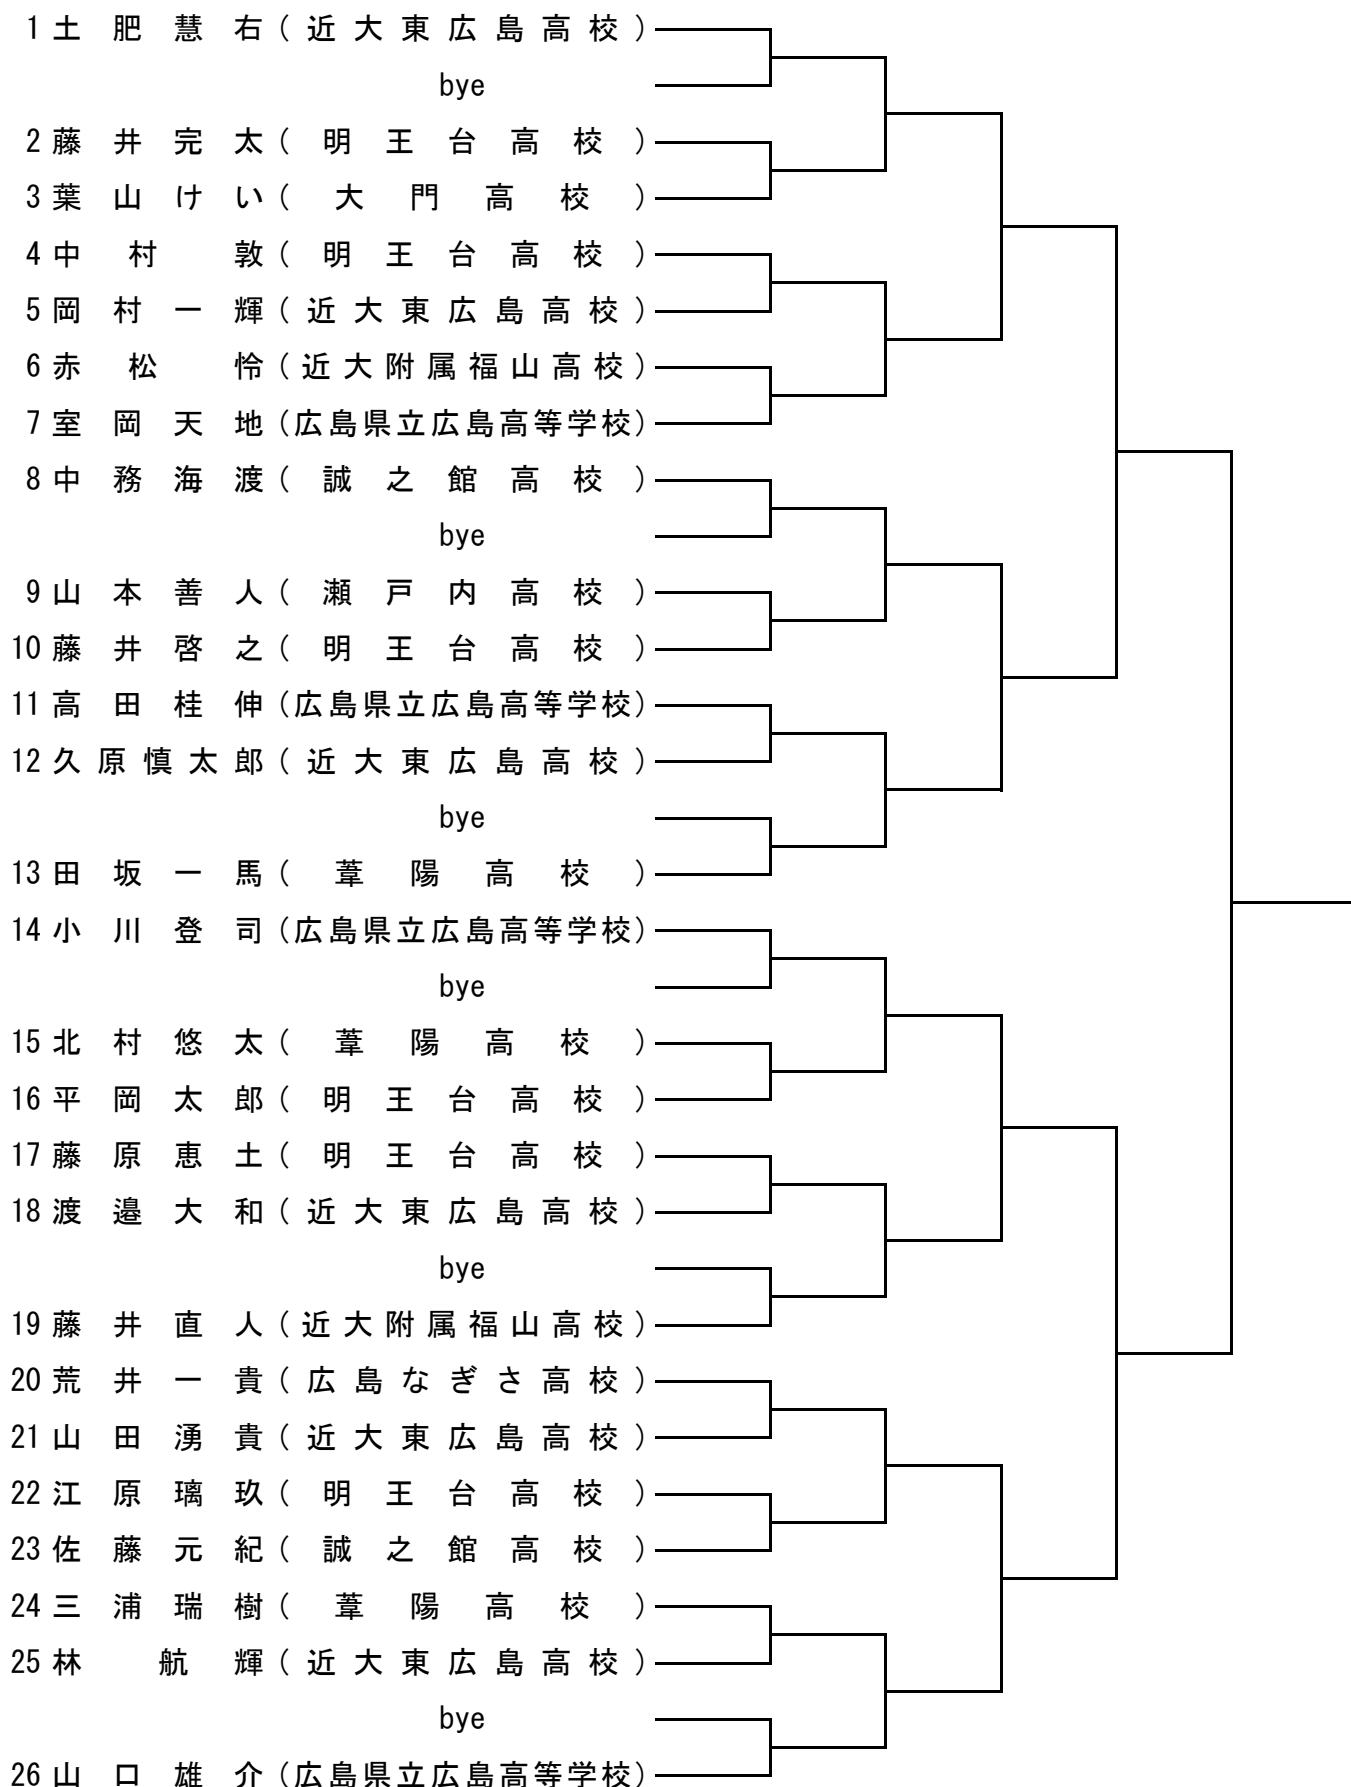 1 土肥慧右(近大東広島高校)
bye
2 藤井完太(明王台高校)
3 葉山けい(大門高校)
4 中村敦(明王台高校)
5 岡村一輝(近大東広島高校)
6 赤松怜(近大附属福山高校)
7 室岡天地(広島県立広島高等学校)
8 中務海渡(誠之館高校)
bye
9 山本善人(瀬戸内高校)
10 藤井啓之(明王台高校)
11 高田桂伸(広島県立広島高等学校)
12 久原慎太郎(近大東広島高校)
bye
13 田坂一馬(葦陽高校)
14 小川登司(広島県立広島高等学校)
bye
15 北村悠太(葦陽高校)
16 平岡太郎(明王台高校)
17 藤原恵土(明王台高校)
18 渡邉大和(近大東広島高校)
bye
19 藤井直人(近大附属福山高校)
20 荒井一貴(広島なぎさ高校)
21 山田湧貴(近大東広島高校)
22 江原璃玖(明王台高校)
23 佐藤元紀(誠之館高校)
24 三浦瑞樹(葦陽高校)
25 林航輝(近大東広島高校)
bye
26 山口雄介(広島県立広島高等学校)